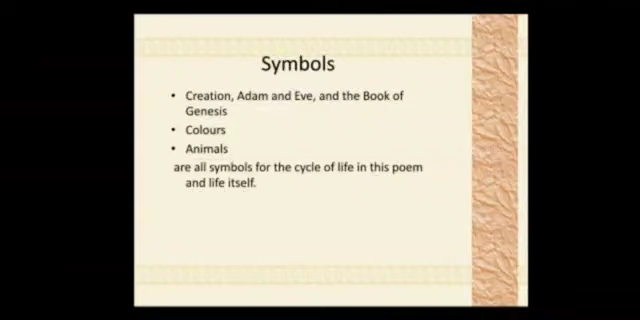 Symbols
• Creation, Adam and Eve, and the Book of
Genesis
• Colours
• Animals
are all symbols for the cycle of life in this poem
and life itself.